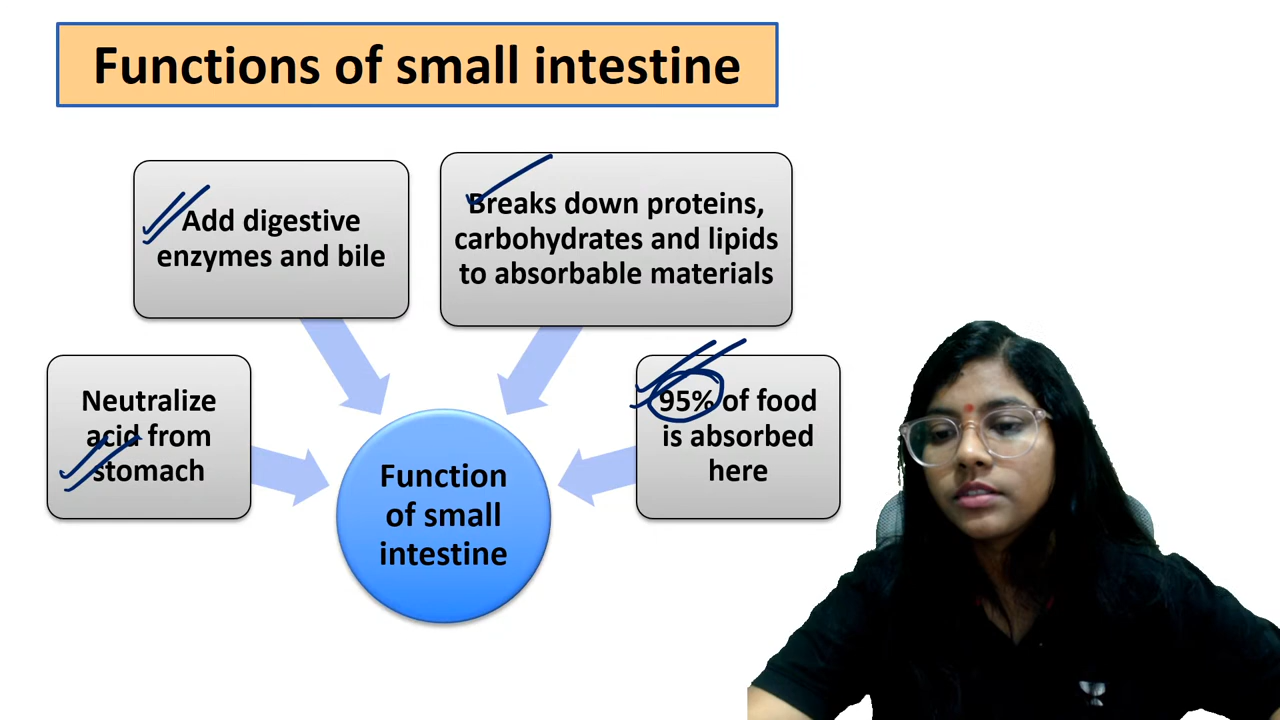 Functions of small intestine
Add digestive
enzymes and bile
Breaks down proteins,
carbohydrates and lipids
to absorbable materials
Neutralize
acid from
stomach
95% of food
is absorbed
here
Function
of small
intestine